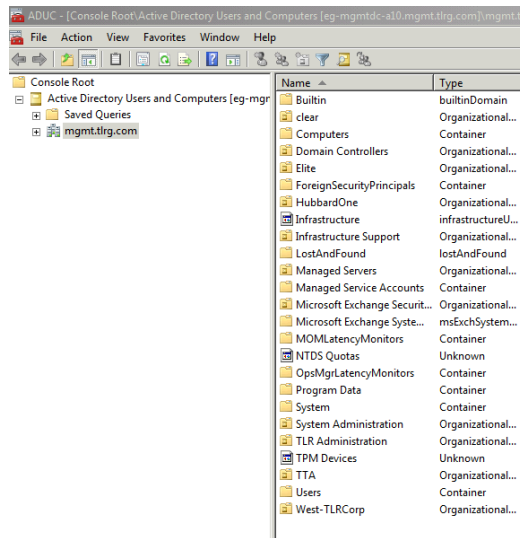 ADUC - [Console Root\Active Directory Users and Computers [eg-mgmtdc-a10.mgmt.tlrg.com]\mgmt.t
File Action View Favorites Window Help
Console Root
Active Directory Users and Computers [eg-mgr
Saved Queries
mgmt.tlrg.com
Name Type
Builtin builtinDomain
clear Organizational...
Computers Container
Domain Controllers Organizational...
Elite Organizational...
ForeignSecurityPrincipals Container
HubbardOne Organizational...
Infrastructure infrastructureU...
Infrastructure Support Organizational...
LostAndFound lostAndFound
Managed Servers Organizational...
Managed Service Accounts Container
Microsoft Exchange Securit... Organizational...
Microsoft Exchange Syste... msExchSystem...
MOMLatencyMonitors Container
NTDS Quotas Unknown
OpsMgrLatencyMonitors Container
Program Data Container
System Container
System Administration Organizational...
TLR Administration Organizational...
TPM Devices Unknown
TTA Organizational...
Users Container
West-TLRCorp Organizational...